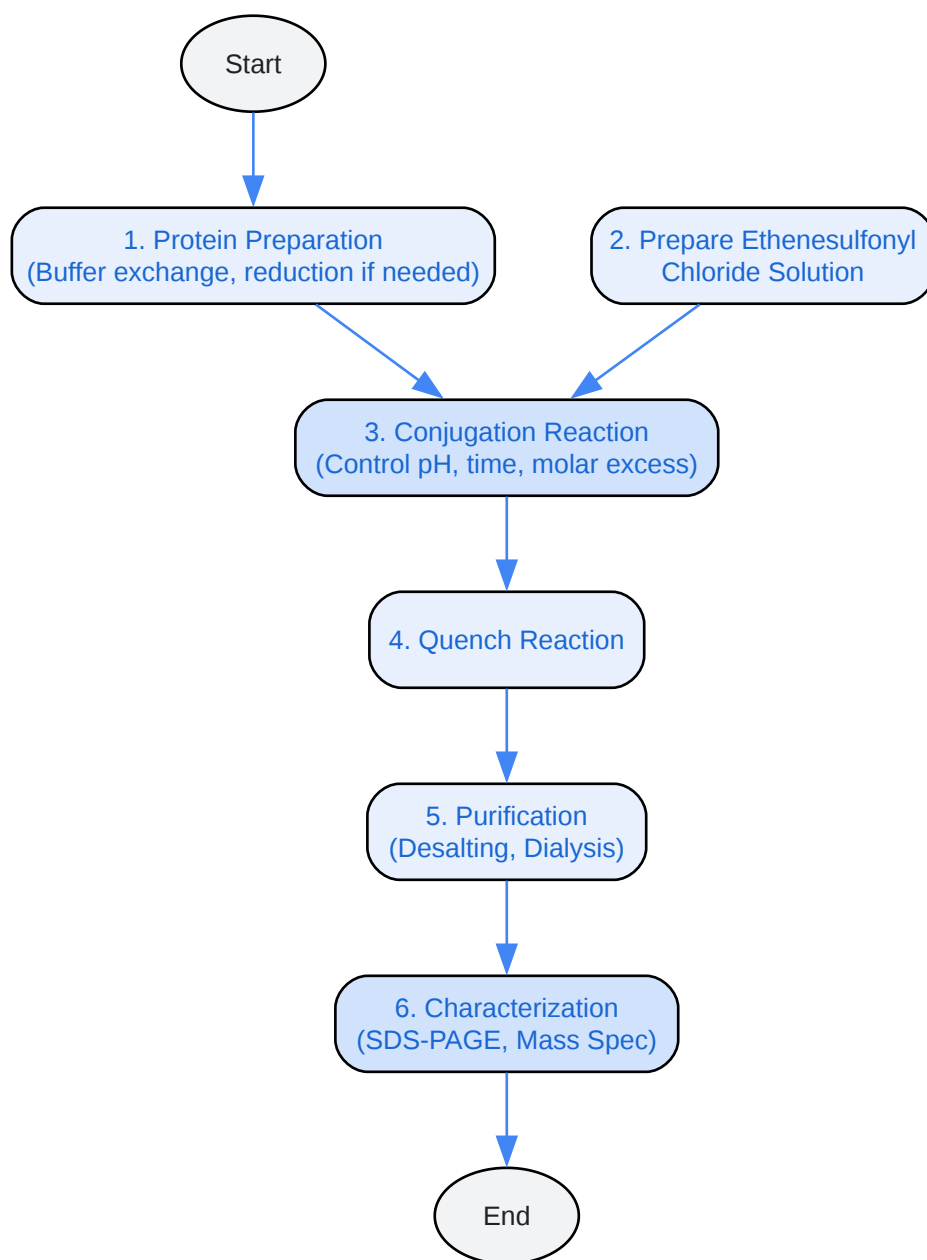 Start
1. Protein Preparation
(Buffer exchange, reduction if needed)
2. Prepare Ethenesulfonyl
Chloride Solution
3. Conjugation Reaction
(Control pH, time, molar excess)
4. Quench Reaction
5. Purification
(Desalting, Dialysis)
6. Characterization
(SDS-PAGE, Mass Spec)
End